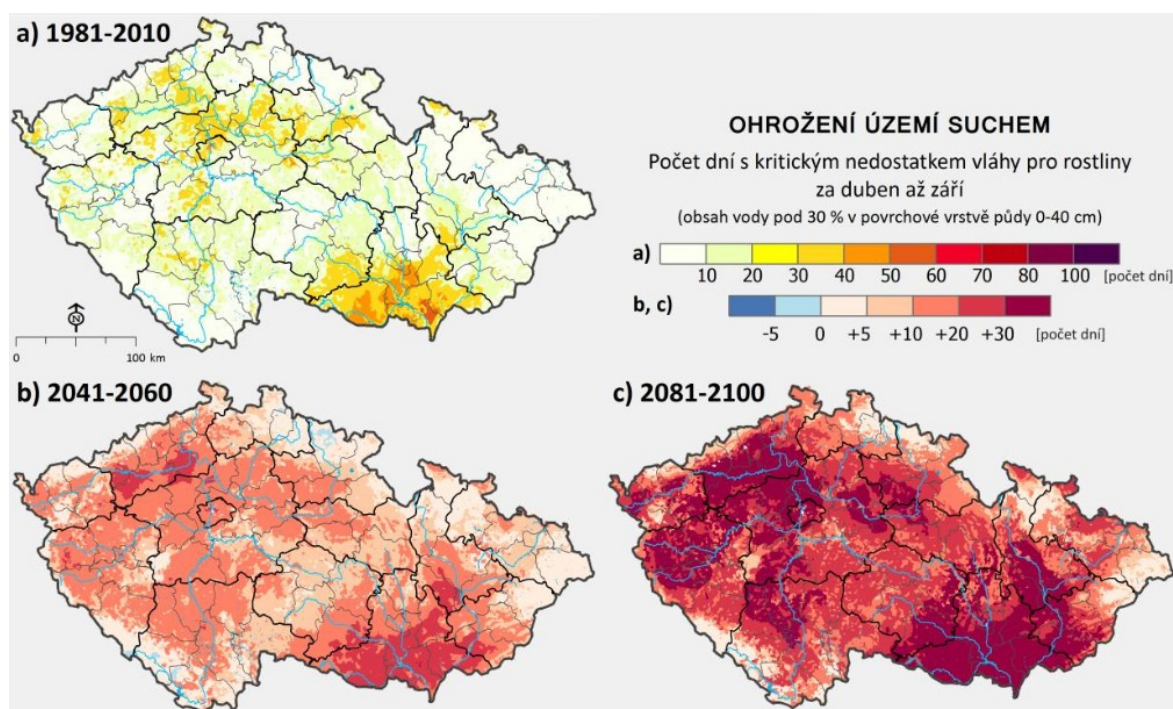 a) 1981-2010
N
0 100 km
OHROŽENÍ ÚZEMÍ SUCHEM
Počet dní s kritickým nedostatkem vláhy pro rostliny
za duben až září
(obsah vody pod 30 % v povrchové vrstvě půdy 0-40 cm)
a)
10 20 30 40 50 60 70 80 100 [počet dní]
b, c)
-5 0 +5 +10 +20 +30 [počet dní]
b) 2041-2060
c) 2081-2100